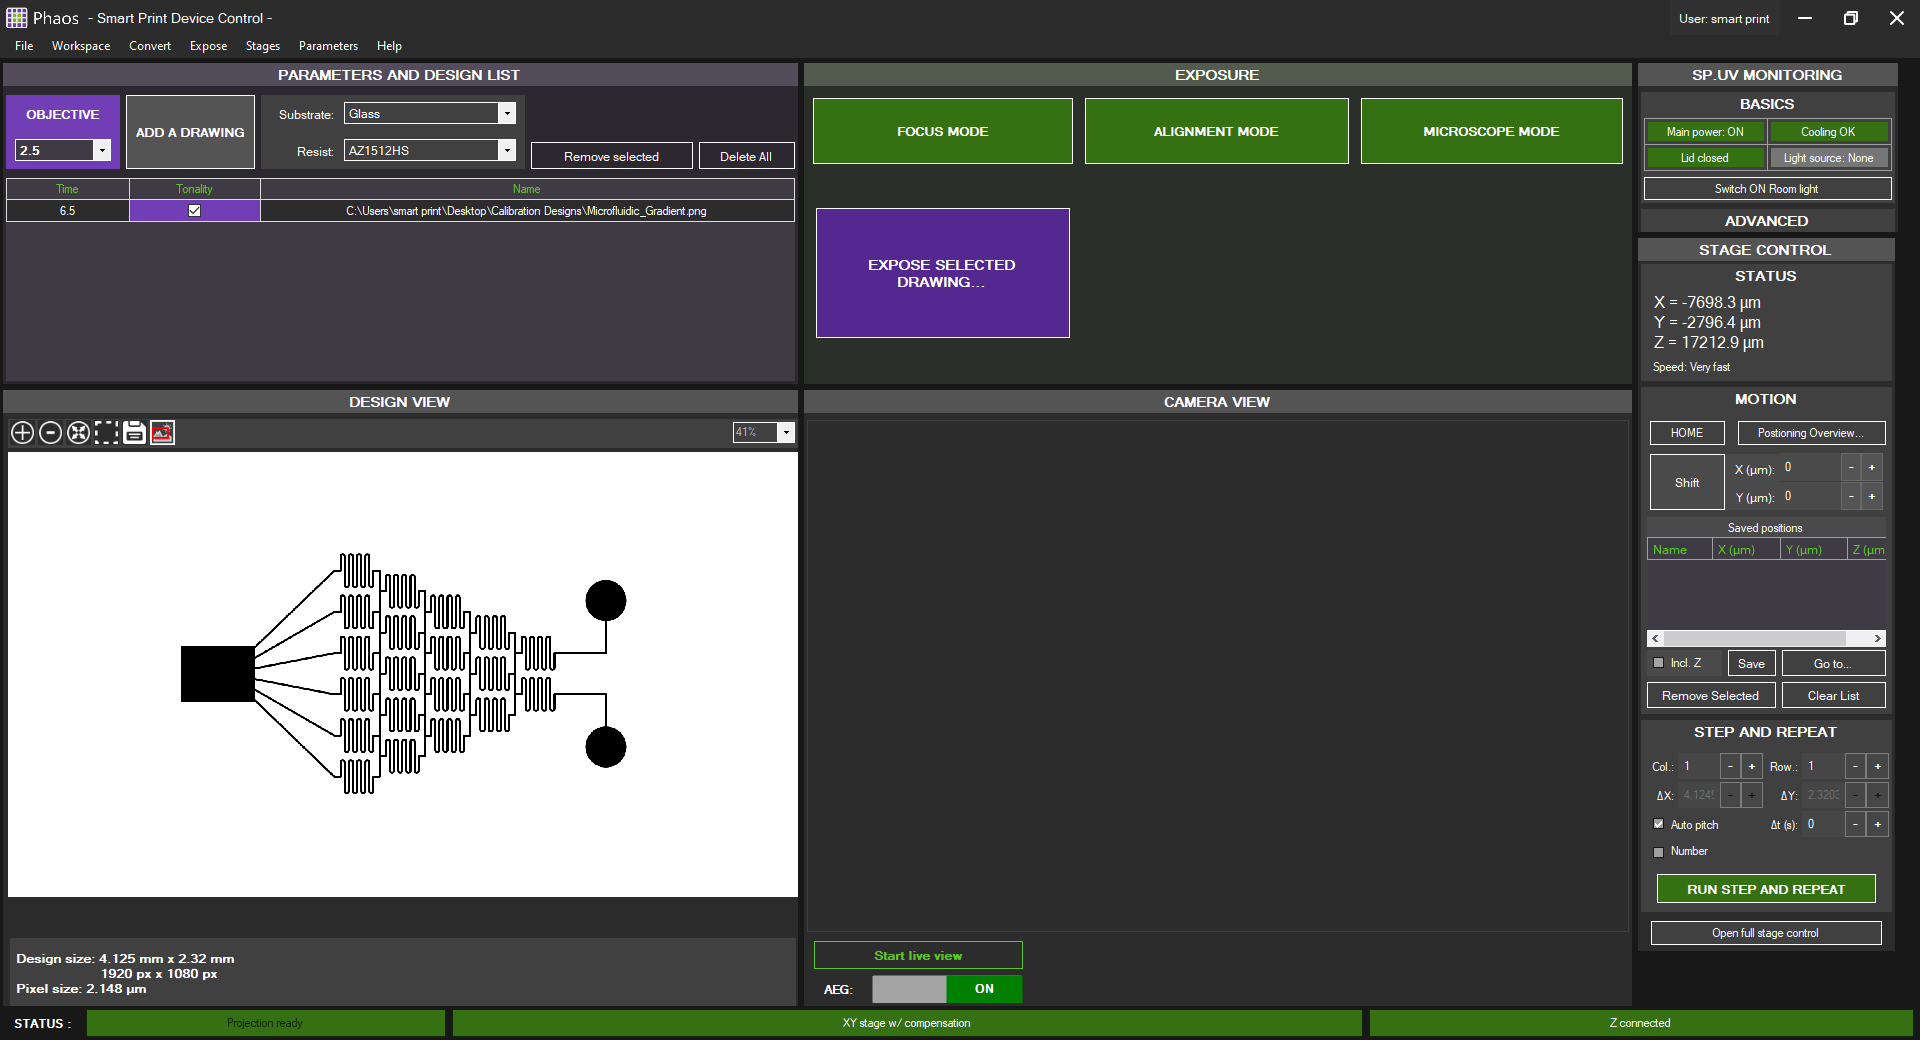 Phaos - Smart Print Device Control -
User: smart print
File Workspace Convert Expose Stages Parameters Help
PARAMETERS AND DESIGN LIST
OBJECTIVE
2.5
ADD A DRAWING
Substrate: Glass
Resist: AZ1512HS
Remove selected
Delete All
Time Tonality Name
6.5 C:\Users\smart print\Desktop\Calibration Designs\Microfluidic_Gradient.png
EXPOSURE
FOCUS MODE
ALIGNMENT MODE
MICROSCOPE MODE
EXPOSE SELECTED
DRAWING...
DESIGN VIEW
41%
Design size: 4.125 mm x 2.32 mm
1920 px x 1080 px
Pixel size: 2.148 µm
CAMERA VIEW
Start live view
AEG: ON
SP.UV MONITORING
BASICS
Main power: ON
Cooling OK
Lid closed
Light source: None
Switch ON Room light
ADVANCED
STAGE CONTROL
STATUS
X = -7698.3 µm
Y = -2796.4 µm
Z = 17212.9 µm
Speed: Very fast
MOTION
HOME
Postioning Overview...
Shift
X (µm): 0 - +
Y (µm): 0 - +
Saved positions
Name X (µm) Y (µm) Z (µm
< >
Incl. Z
Save
Go to...
Remove Selected
Clear List
STEP AND REPEAT
Col.: 1 - + Row.: 1 - +
ΔX: 4.1249 - + ΔY: 2.3203 - +
Auto pitch Δt (s): 0 - +
Number
RUN STEP AND REPEAT
Open full stage control
STATUS :
Projection ready
XY stage w/ compensation
Z connected